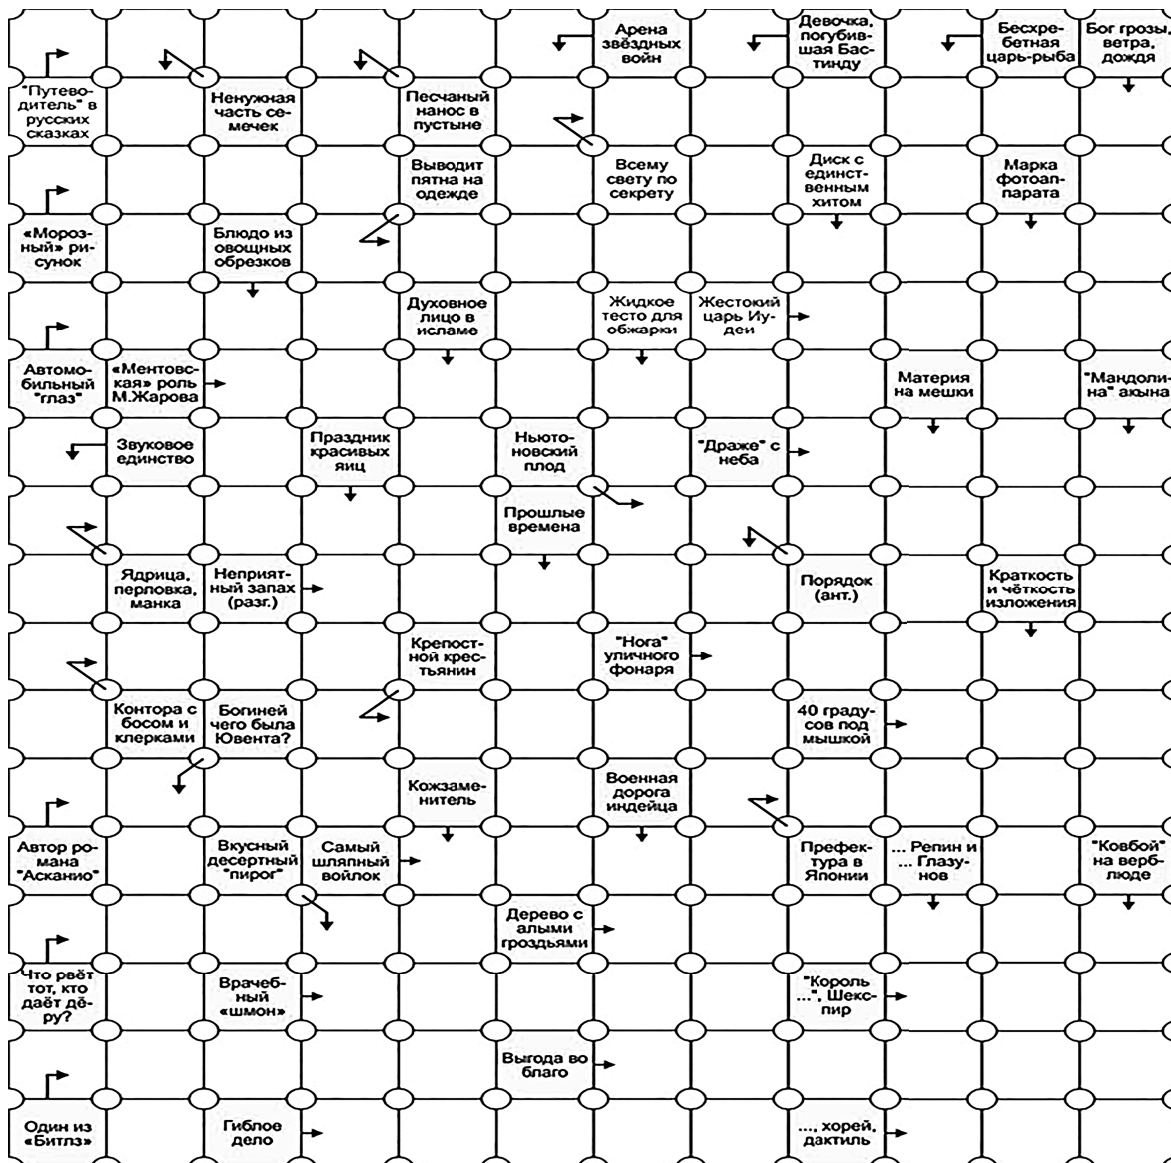 Арена
звёздных
войн
Девочка,
погубив-
шая Бас-
тинду
Бесхре-
бетная
царь-рыба
Бог грозы,
ветра,
дождя
"Путево-
дитель" в
русских
сказках
Ненужная
часть се-
мечек
Песчаный
нанос в
пустыне
Выводит
пятна на
одежде
Всему
свету по
секрету
Диск с
единст-
венным
хитом
Марка
фотоап-
парата
«Мороз-
ный» ри-
сунок
Блюдо из
овощных
обрезков
Духовное
лицо в
исламе
Жидкое
тесто для
обжарки
Жестокий
царь Иу-
деи
Автомо-
бильный
"глаз"
«Ментовс-
кая» роль
М.Жарова
Материя
на мешки
"Мандоли-
на" акына
Звуковое
единство
Праздник
красивых
яиц
Ньюто-
новский
плод
"Драже" с
неба
Прошлые
времена
Ядрица,
перловка,
манка
Неприят-
ный запах
(разг.)
Порядок
(ант.)
Краткость
и чёткость
изложения
Крепост-
ной крес-
тьянин
"Нога"
уличного
фонаря
Контора с
босом и
клерками
Богиней
чего была
Ювента?
40 граду-
сов под
мышкой
Кожзаме-
нитель
Военная
дорога
индейца
Автор ро-
мана
"Асканио"
Вкусный
десертный
"пирог"
Самый
шляпный
войлок
Префек-
тура в
Японии
... Репин и
... Глазу-
нов
"Ковбой"
на верб-
люде
Дерево с
алыми
гроздьями
Что рвёт
тот, кто
даёт дё-
ру?
Врачеб-
ный
«шмон»
"Король
...", Шекс-
пир
Выгода во
благо
Один из
«Битлз»
Гиблое
дело
..., хорей,
дактиль